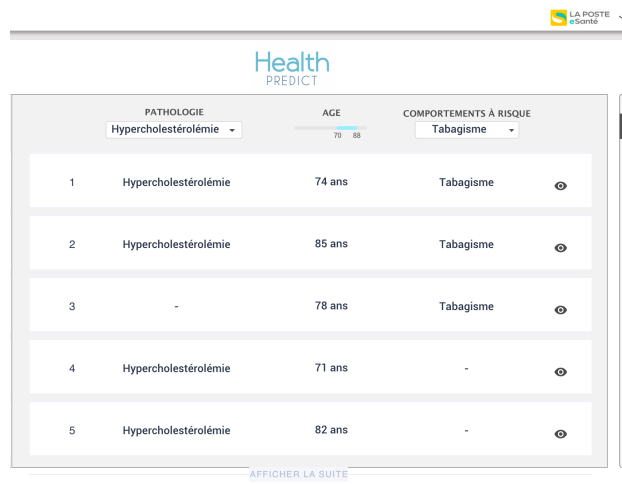 LA POSTE
eSanté
Health
PREDICT
PATHOLOGIE AGE COMPORTEMENTS À RISQUE
Hypercholestérolémie 70 88 Tabagisme
1 Hypercholestérolémie 74 ans Tabagisme
2 Hypercholestérolémie 85 ans Tabagisme
3 - 78 ans Tabagisme
4 Hypercholestérolémie 71 ans -
5 Hypercholestérolémie 82 ans -
AFFICHER LA SUITE